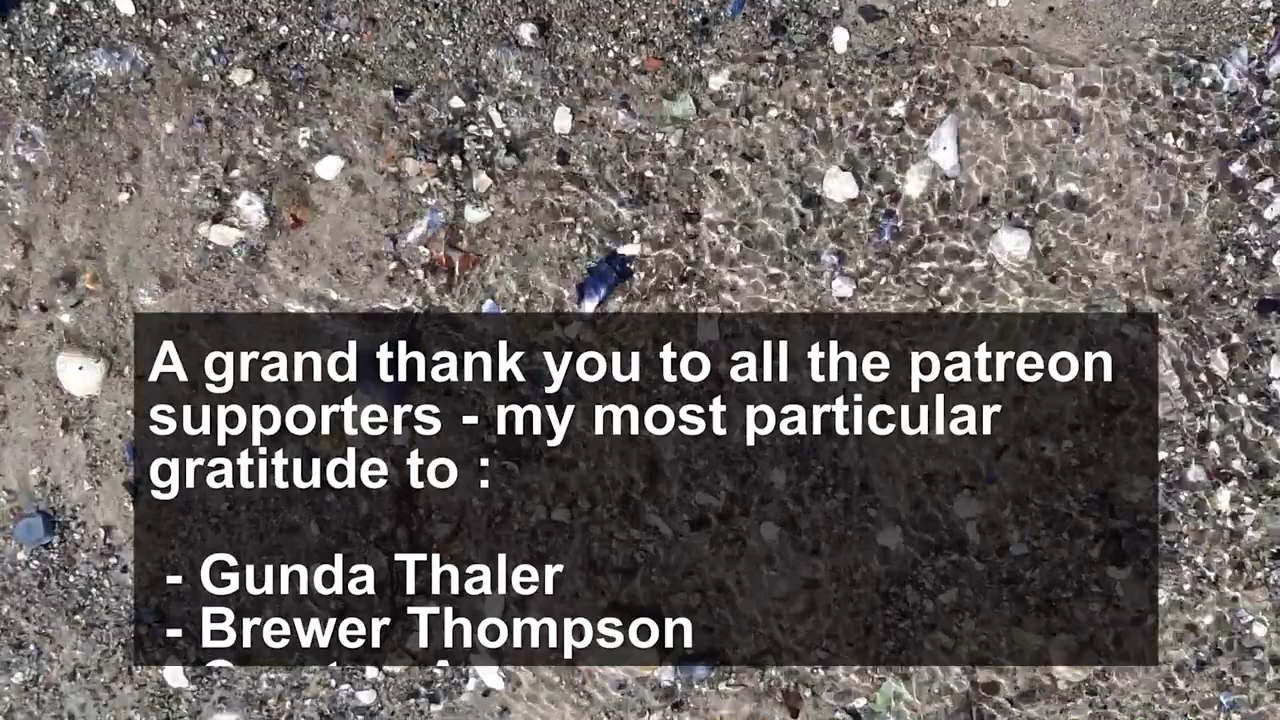 A grand thank you to all the patreon
supporters - my most particular
gratitude to :
- Gunda Thaler
- Brewer Thompson